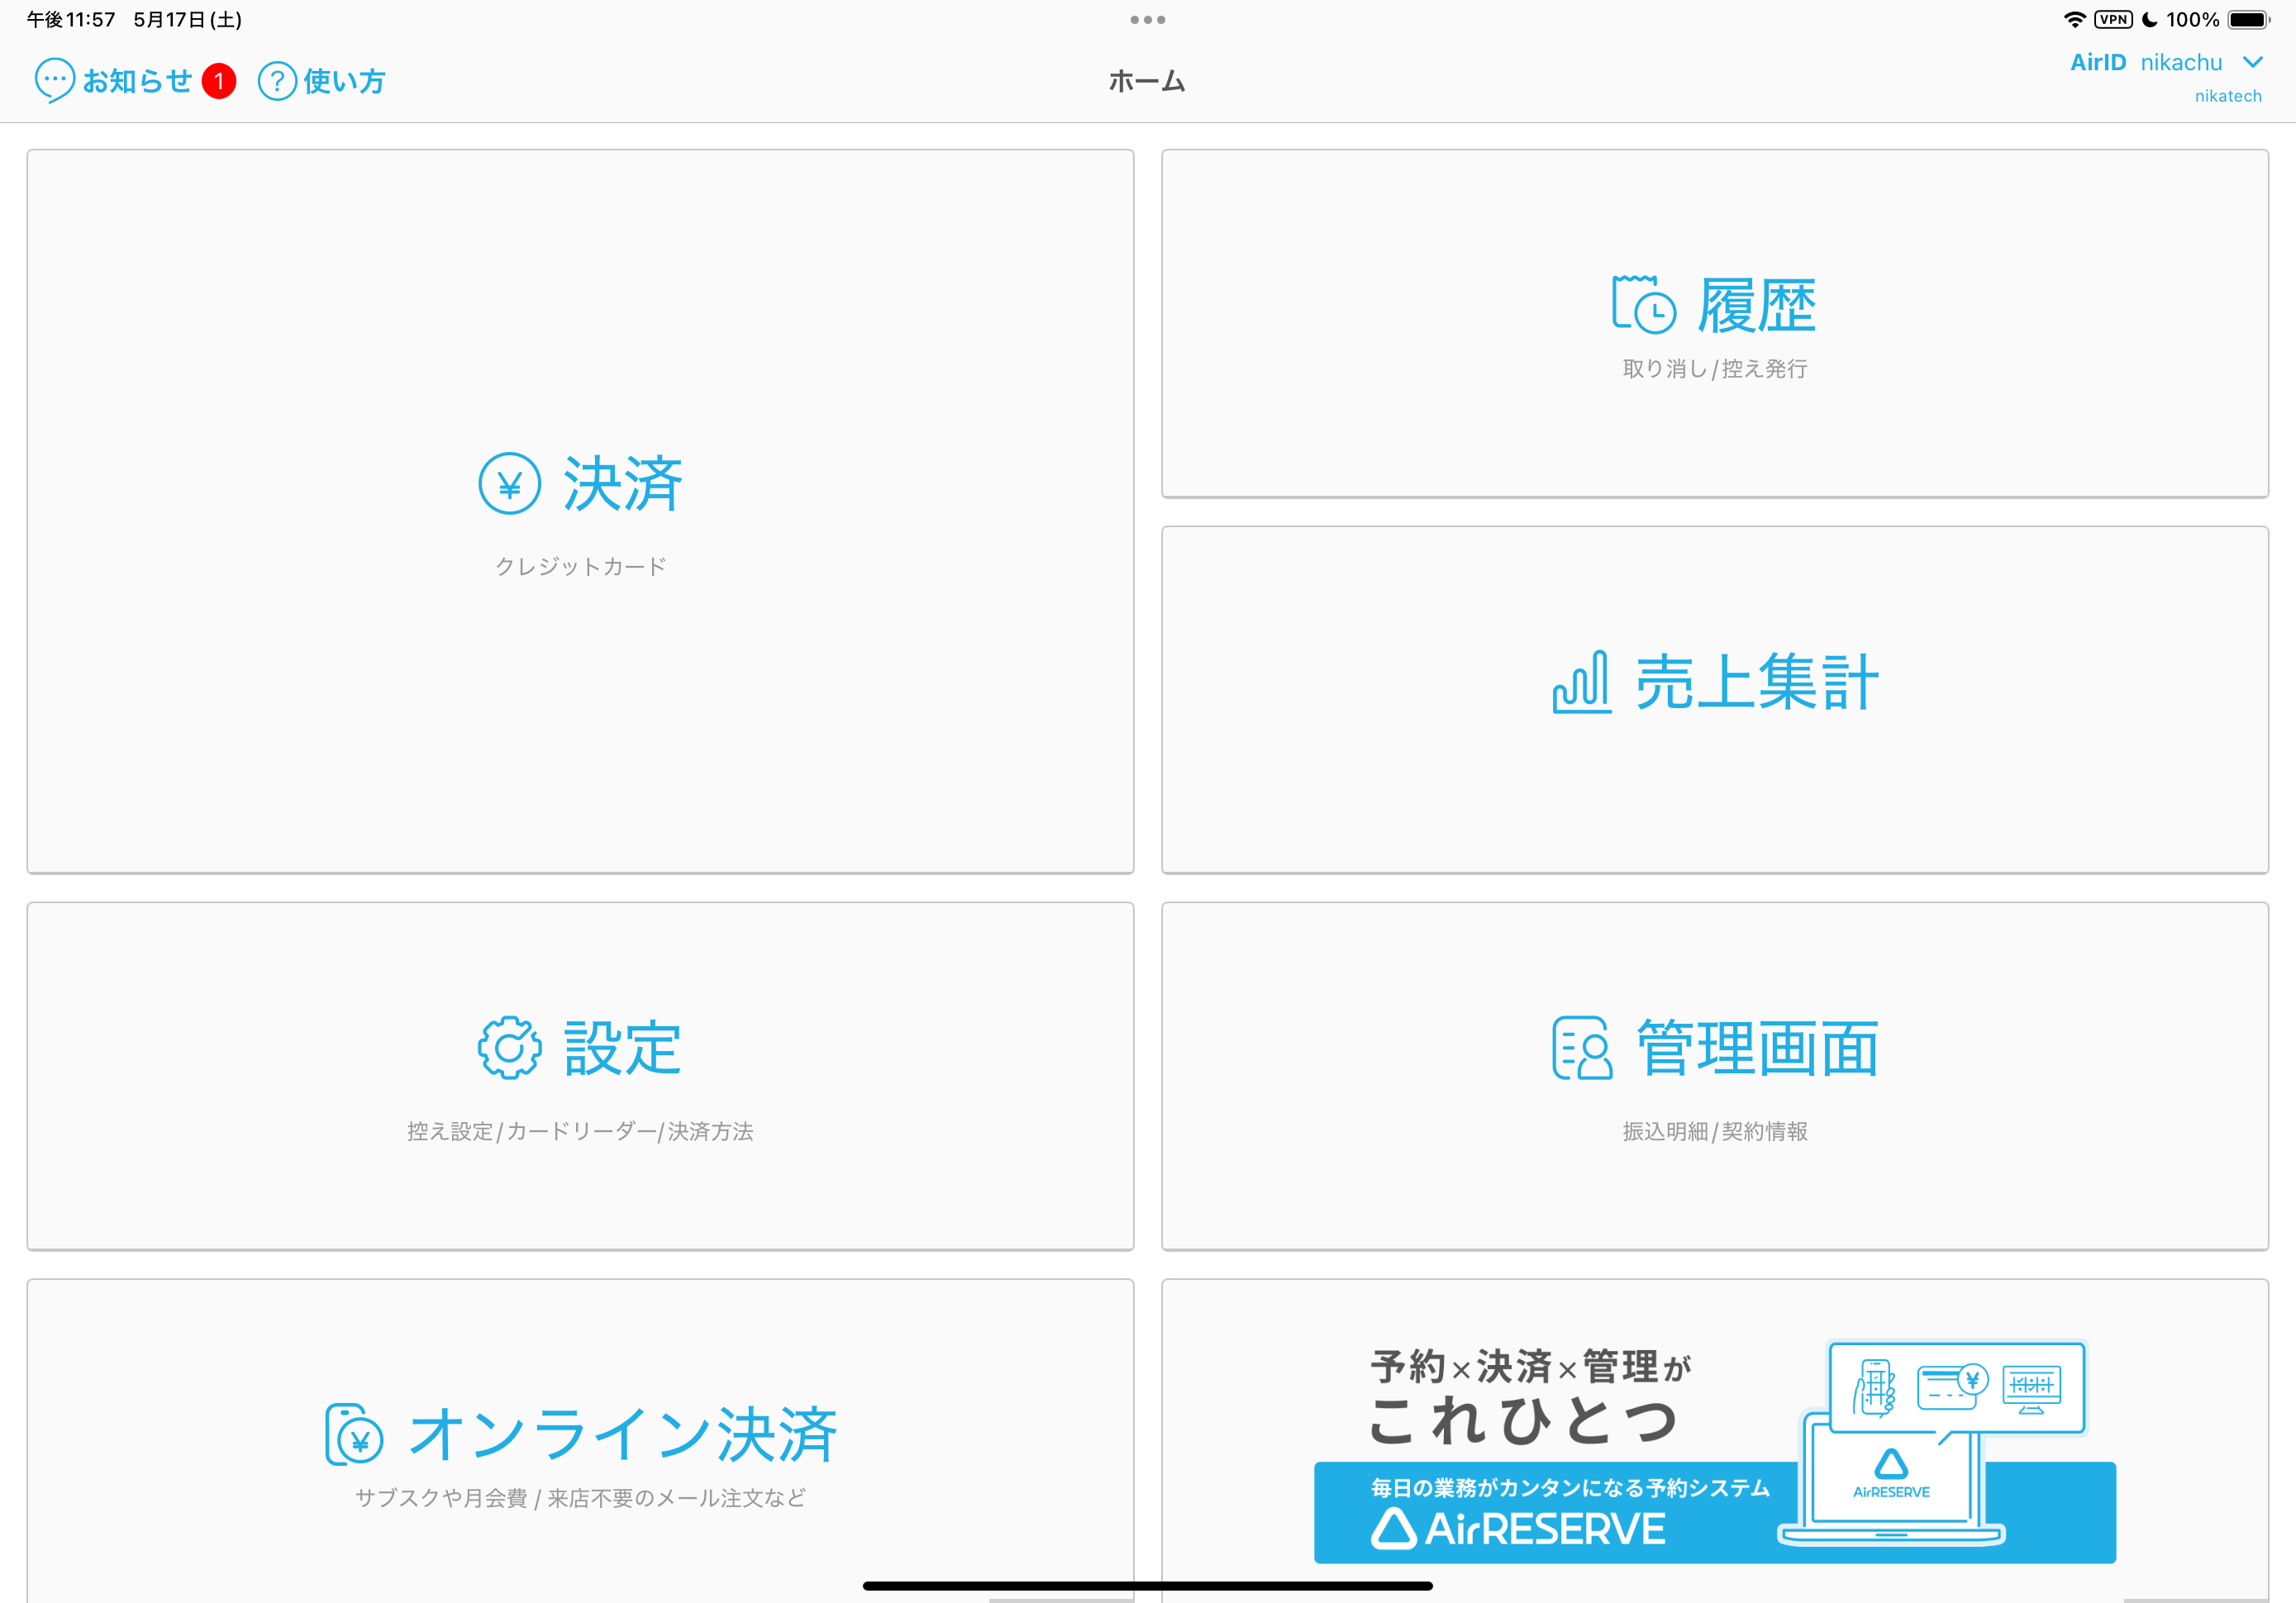 午後11:57 5月17日(土)
VPN 100%
お知らせ 1 使い方
ホーム
AirID nikachu
nikatech
決済
クレジットカード
履歴
取り消し/控え発行
売上集計
設定
控え設定/カードリーダー/決済方法
管理画面
振込明細/契約情報
オンライン決済
サブスクや月会費 / 来店不要のメール注文など
予約×決済×管理が
これひとつ
毎日の業務がカンタンになる予約システム
AirRESERVE
AirRESERVE